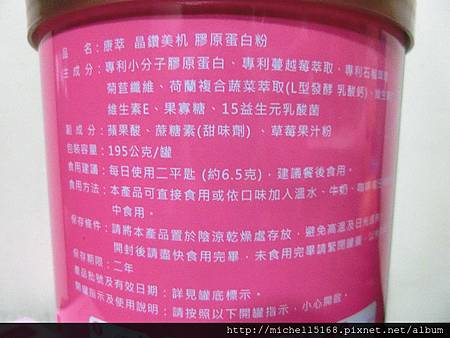 品 名：康萃 晶鑽美机 膠原蛋白粉
主 成 分：專利小分子膠原蛋白、專利蔓越莓萃取、專利石榴
菊苣纖維、荷蘭複合蔬菜萃取(L型發酵 乳酸鈣)、維生
維生素E、果寡糖、15益生元乳酸菌
副 成 分：蘋果酸、蔗糖素(甜味劑) 、草莓果汁粉
包裝容量：195公克/罐
食用建議：每日使用二平匙 (約6.5克)，建議餐後食用。
食用方法：本產品可直接食用或依口味加入溫水、牛奶、咖啡
中食用。
保存條件：請將本產品置於陰涼乾燥處存放，避免高溫及日光
開封後請盡快食用完畢，未食用完畢請緊閉罐蓋，以
保存期限：二年
產品批號及有效日期：詳見罐底標示。
開罐指示及使用說明：請按照以下開罐指示，小心開啟。
http://michell5168.pixnet.net/album